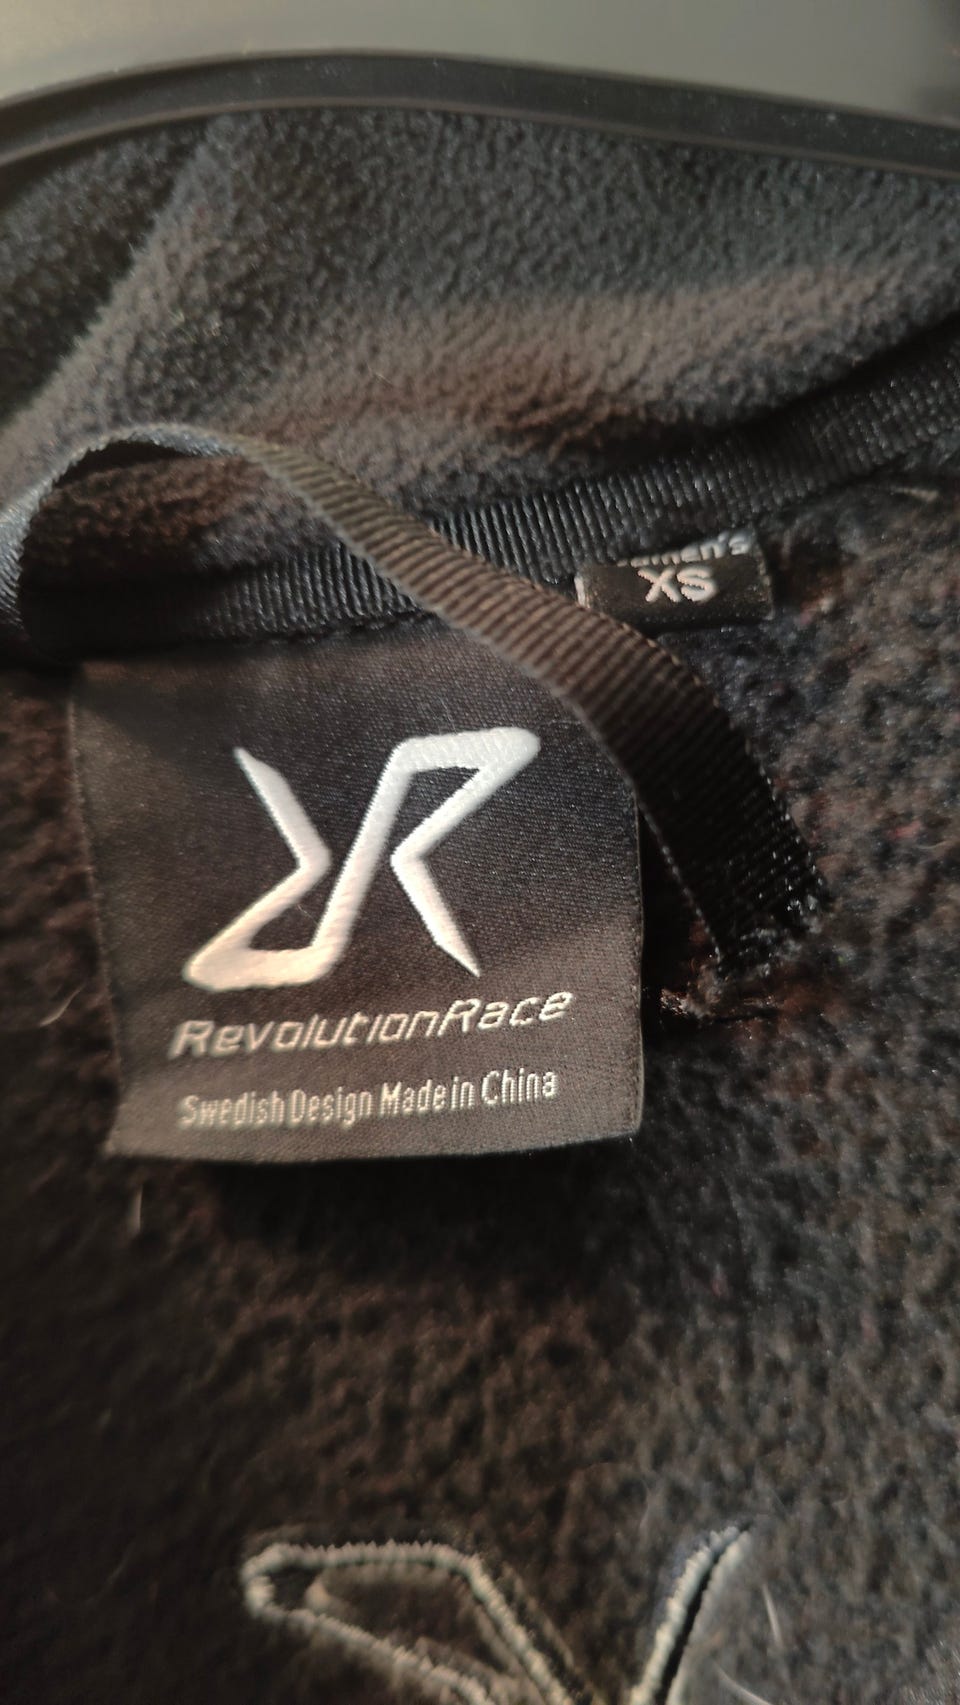 XS
RevolutionRace
Swedish Design Made in China